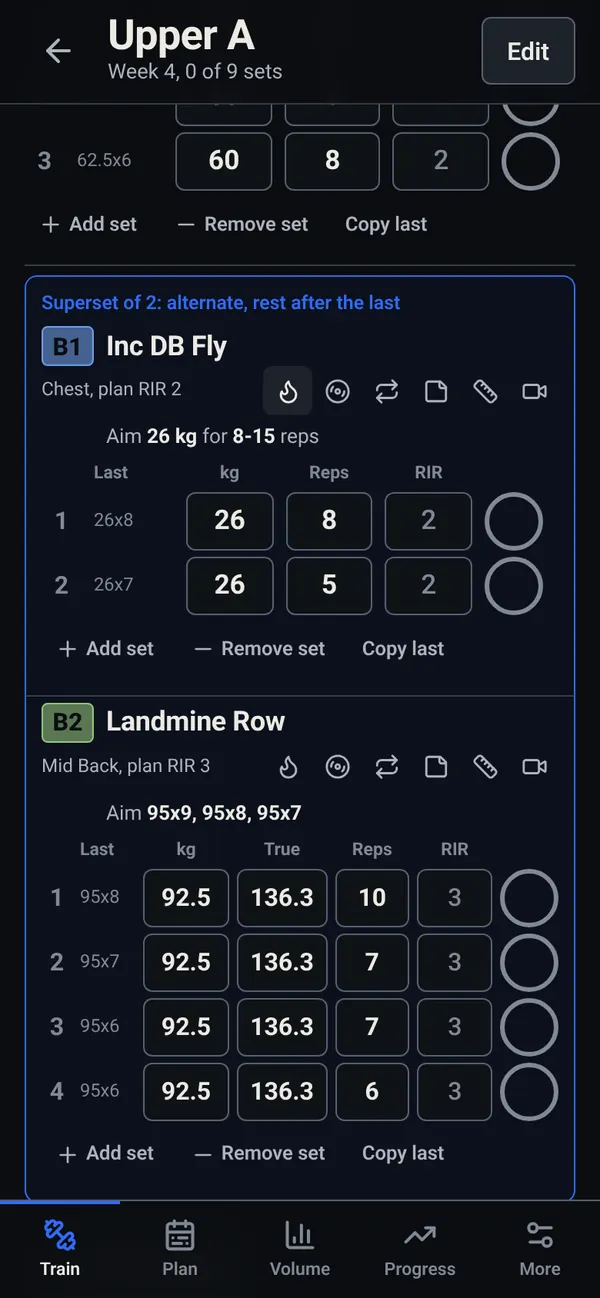 Upper A
Week 4, 0 of 9 sets
Edit
3 62.5x6 60 8 2
+ Add set — Remove set Copy last
Superset of 2: alternate, rest after the last
B1 Inc DB Fly
Chest, plan RIR 2
Aim 26 kg for 8-15 reps
Last kg Reps RIR
1 26x8 26 8 2
2 26x7 26 5 2
+ Add set — Remove set Copy last
B2 Landmine Row
Mid Back, plan RIR 3
Aim 95x9, 95x8, 95x7
Last kg True Reps RIR
1 95x8 92.5 136.3 10 3
2 95x7 92.5 136.3 7 3
3 95x6 92.5 136.3 7 3
4 95x6 92.5 136.3 6 3
+ Add set — Remove set Copy last
Train Plan Volume Progress More